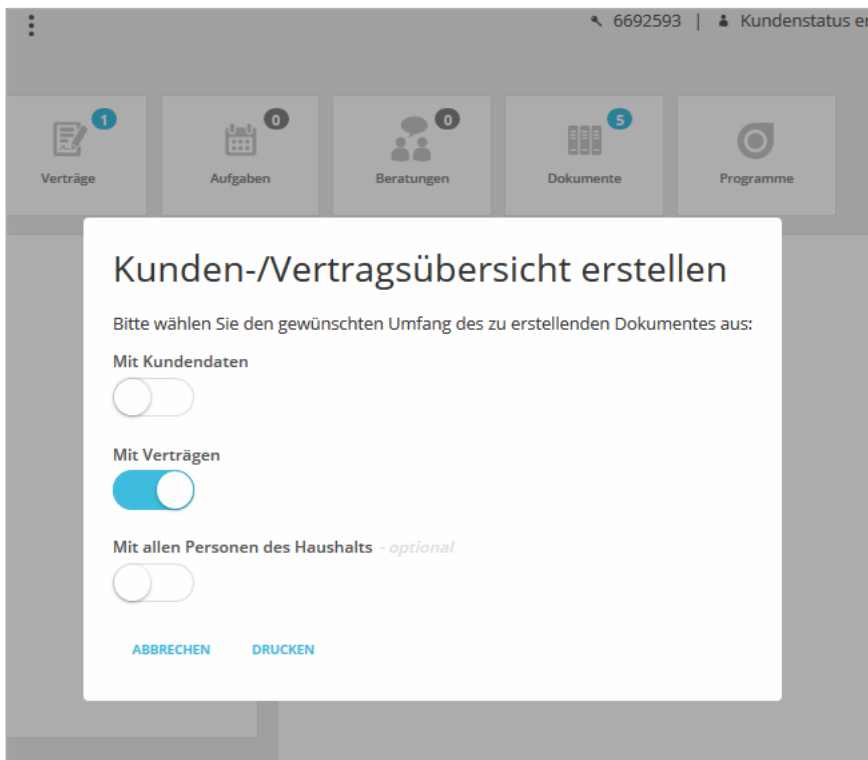 6692593 | Kundenstatus
1 0 0 5
Verträge Aufgaben Beratungen Dokumente Programme
Kunden-/Vertragsübersicht erstellen
Bitte wählen Sie den gewünschten Umfang des zu erstellenden Dokumentes aus:
Mit Kundendaten
Mit Verträgen
Mit allen Personen des Haushalts - optional
ABBRECHEN DRUCKEN